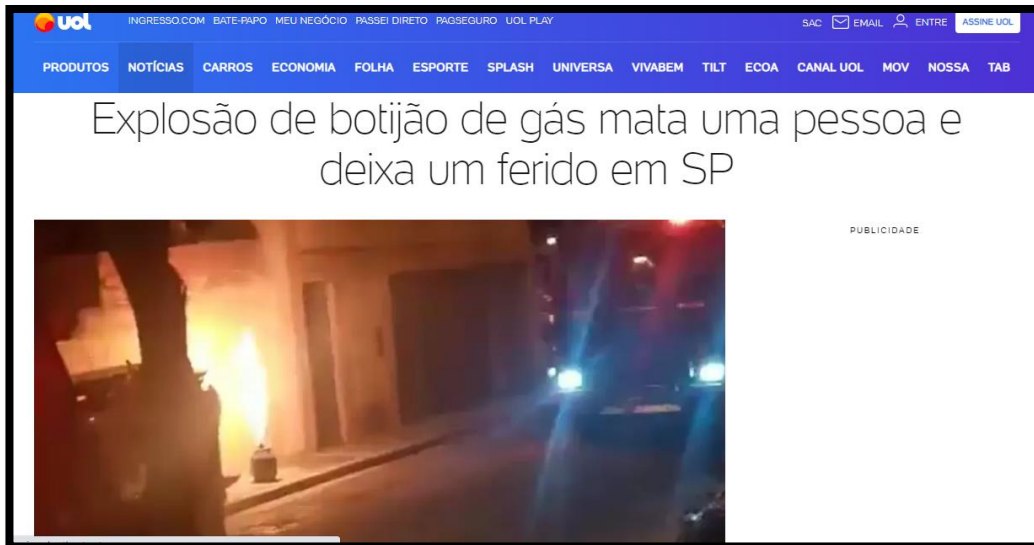 uol INGRESSO.COM BATE-PAPO MEU NEGÓCIO PASSEI DIRETO PAGSEGURO UOL PLAY SAC EMAIL ENTRE ASSINE UOL
PRODUTOS NOTÍCIAS CARROS ECONOMIA FOLHA ESPORTE SPLASH UNIVERSA VIVABEM TILT ECOA CANAL UOL MOV NOSSA TAB
Explosão de botijão de gás mata uma pessoa e
deixa um ferido em SP
PUBLICIDADE